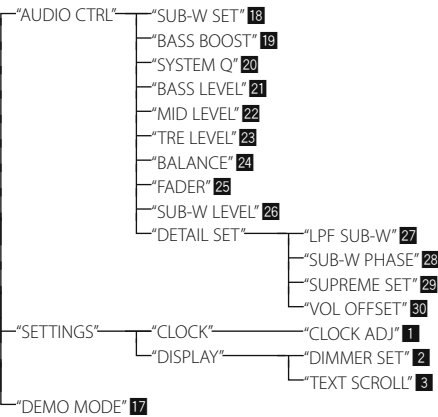 “AUDIO CTRL” “SUB-W SET” 18
“BASS BOOST” 19
“SYSTEM Q” 20
“BASS LEVEL” 21
“MID LEVEL” 22
“TRE LEVEL” 23
“BALANCE” 24
“FADER” 25
“SUB-W LEVEL” 26
“DETAIL SET” “LPF SUB-W” 27
“SUB-W PHASE” 28
“SUPREME SET” 29
“VOL OFFSET” 30
“SETTINGS” “CLOCK” “CLOCK ADJ” 1
“DISPLAY” “DIMMER SET” 2
“TEXT SCROLL” 3
“DEMO MODE” 17